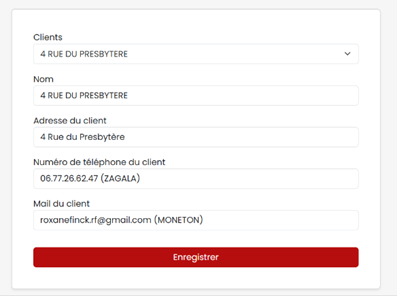 Clients
4 RUE DU PRESBYTERE
Nom
4 RUE DU PRESBYTERE
Adresse du client
4 Rue du Presbytère
Numéro de téléphone du client
06.77.26.62.47 (ZAGALA)
Mail du client
roxanefinck.rf@gmail.com (MONETON)
Enregistrer